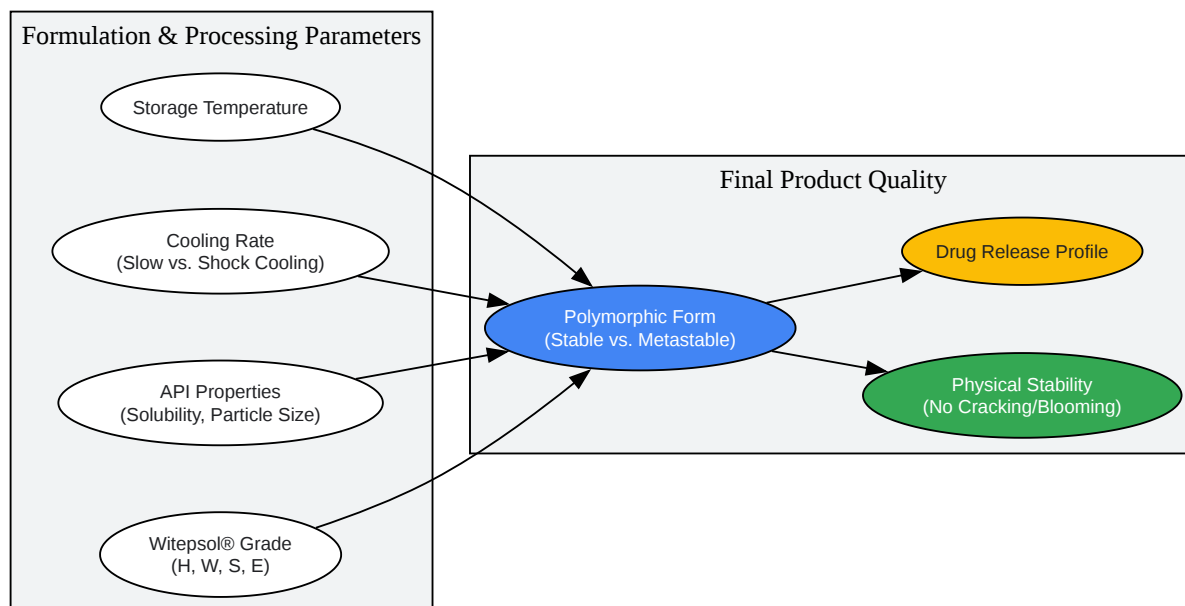 Formulation & Processing Parameters
Storage Temperature
Cooling Rate
(Slow vs. Shock Cooling)
API Properties
(Solubility, Particle Size)
Witepsol® Grade
(H, W, S, E)
Final Product Quality
Polymorphic Form
(Stable vs. Metastable)
Drug Release Profile
Physical Stability
(No Cracking/Blooming)